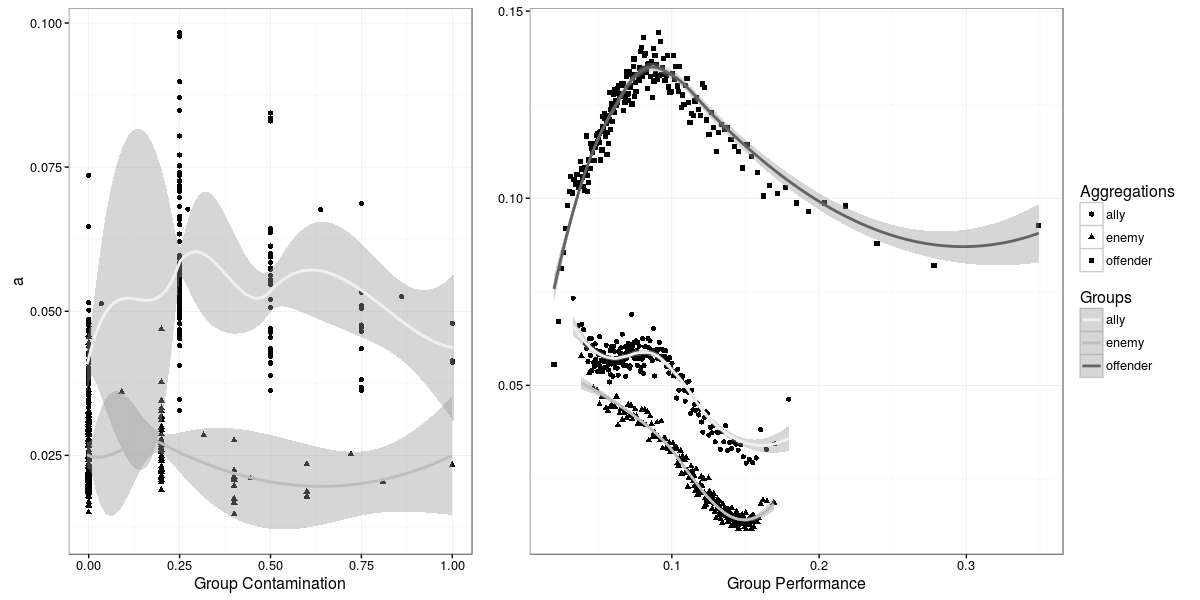 0.100
0.075
0.050
0.025
a
0.00 0.25 0.50 0.75 1.00
Group Contamination
0.15
0.10
0.05
0.1 0.2 0.3
Group Performance
Aggregations
ally
enemy
offender
Groups
ally
enemy
offender